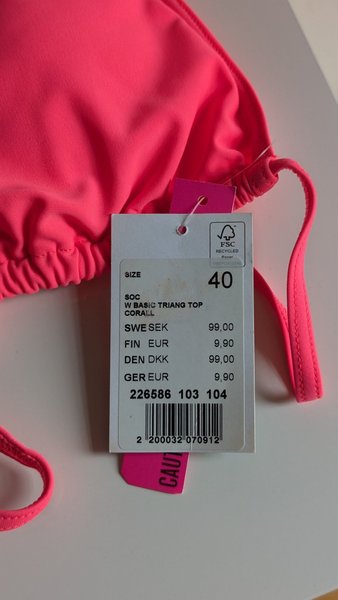 FSC
RECYCLED
Paper
SIZE 40
SOC
W BASIC TRIANG TOP
CORALL
SWE SEK 99,00
FIN EUR 9,90
DEN DKK 99,00
GER EUR 9,90
226586 103 104
2 200032 070912
CAUT